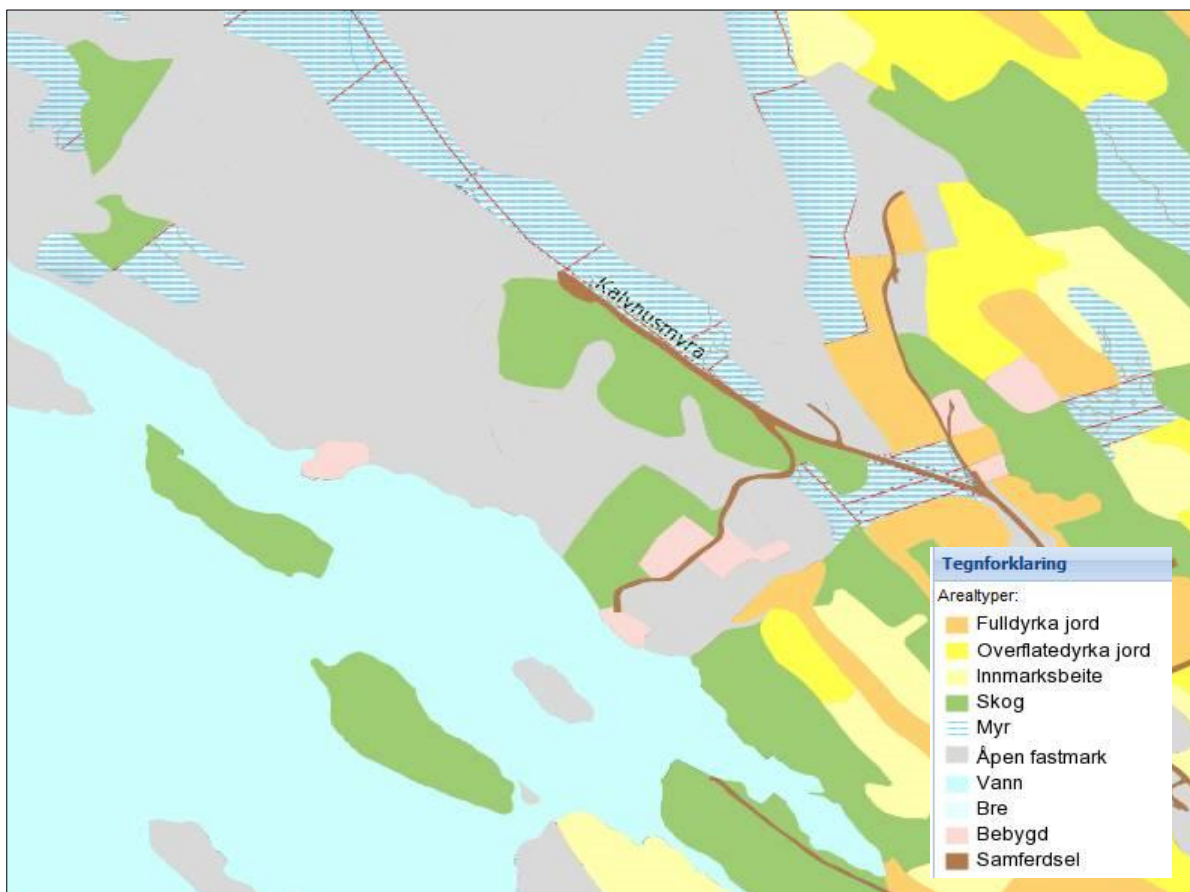 Kalvhusmyra
Tegnforklaring
Arealtyper:
Fulldyrka jord
Overflatedyrka jord
Innmarksbeite
Skog
Myr
Åpen fastmark
Vann
Bre
Bebygd
Samferdsel